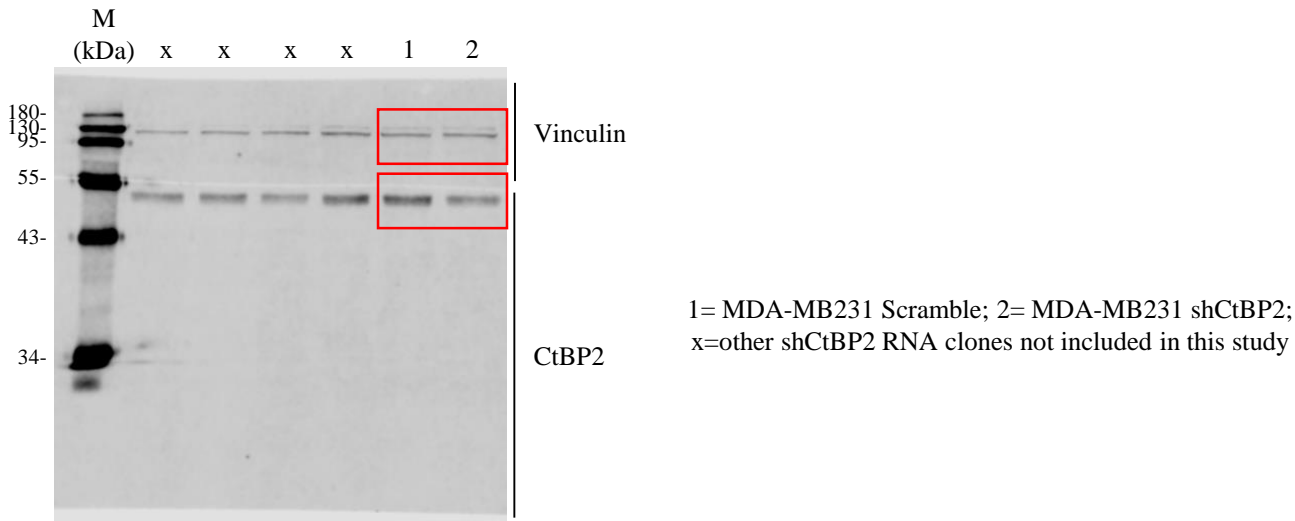 M
(kDa) x x x x 1 2
180-
130-
95-
Vinculin
55-
43-
1= MDA-MB231 Scramble; 2= MDA-MB231 shCtBP2;
x=other shCtBP2 RNA clones not included in this study
34-
CtBP2